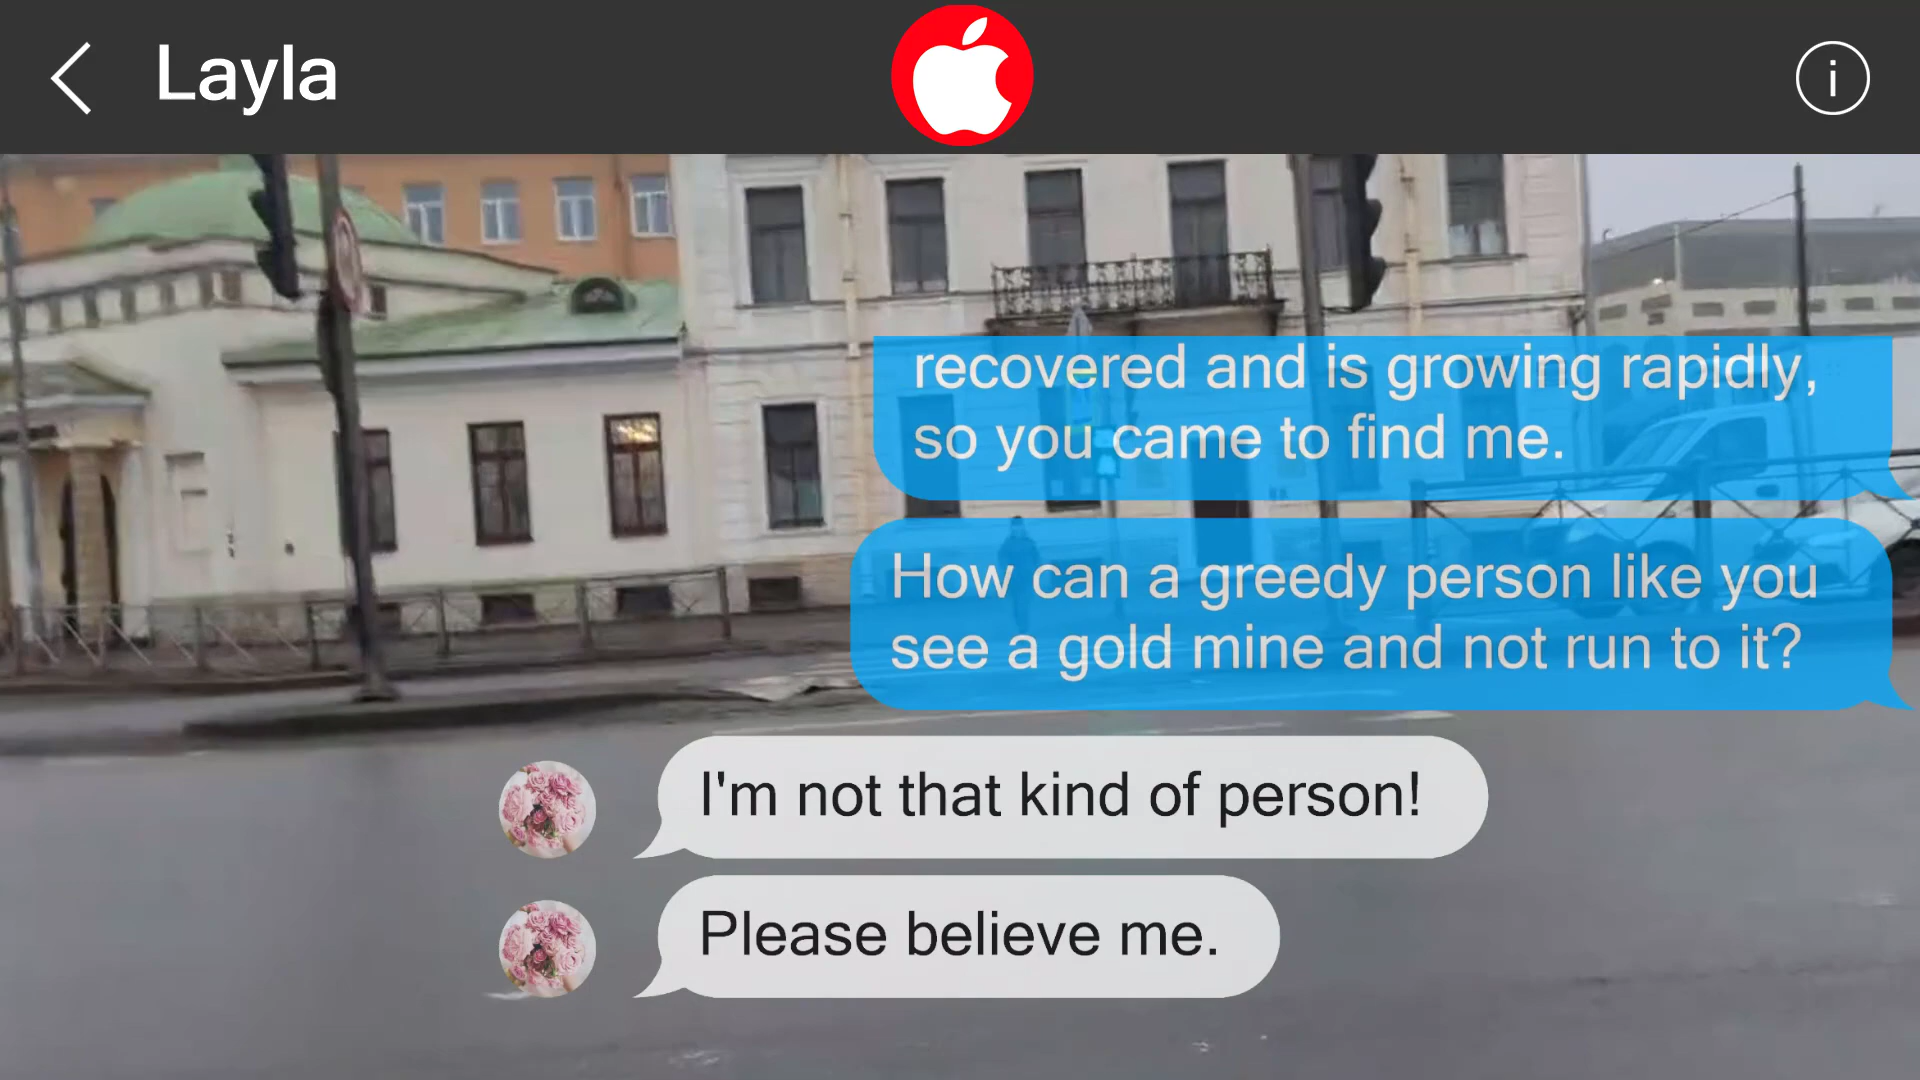 Layla
recovered and is growing rapidly,
so you came to find me.
How can a greedy person like you
see a gold mine and not run to it?
I'm not that kind of person!
Please believe me.